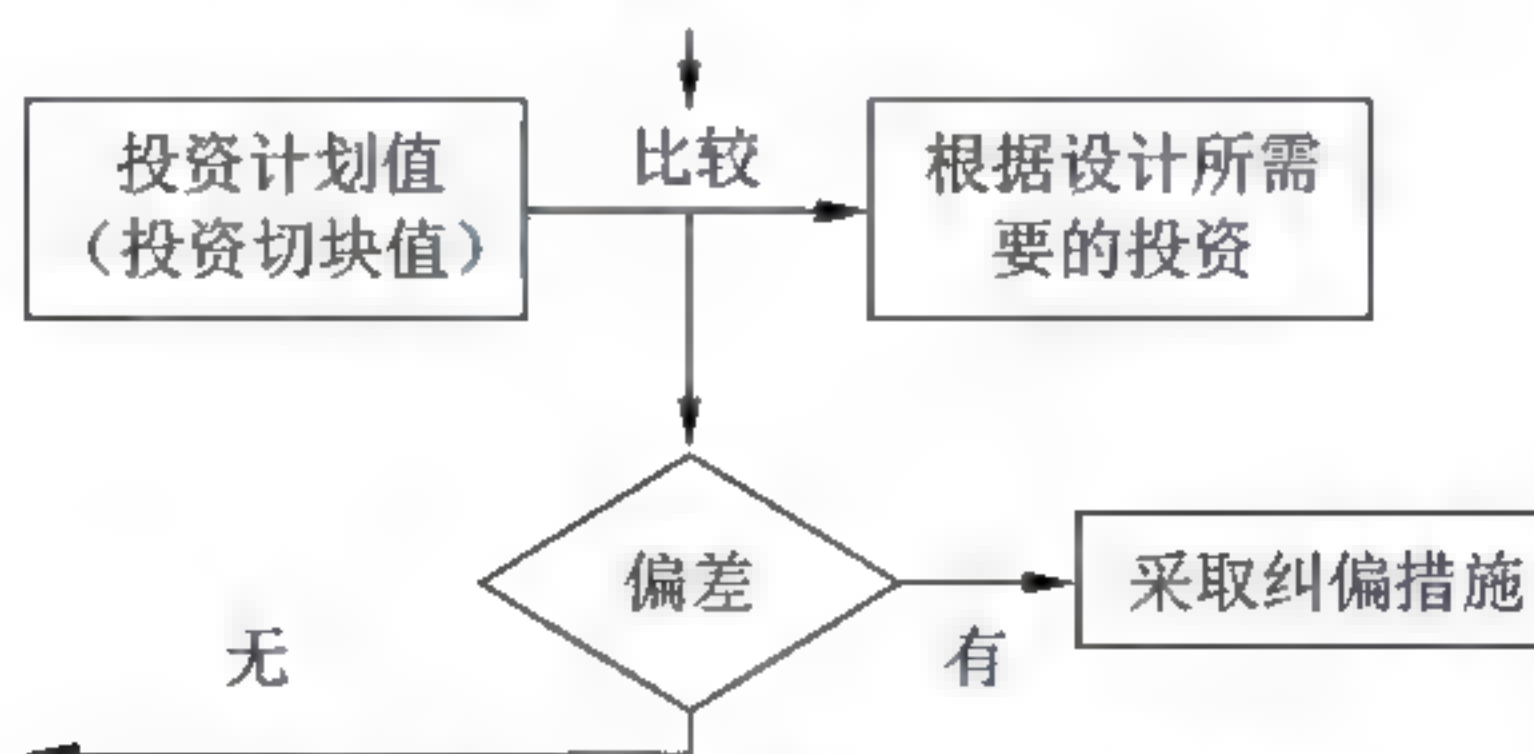 投资计划值
（投资切块值）
比较
根据设计所需
要的投资
偏差
采取纠偏措施
无
有